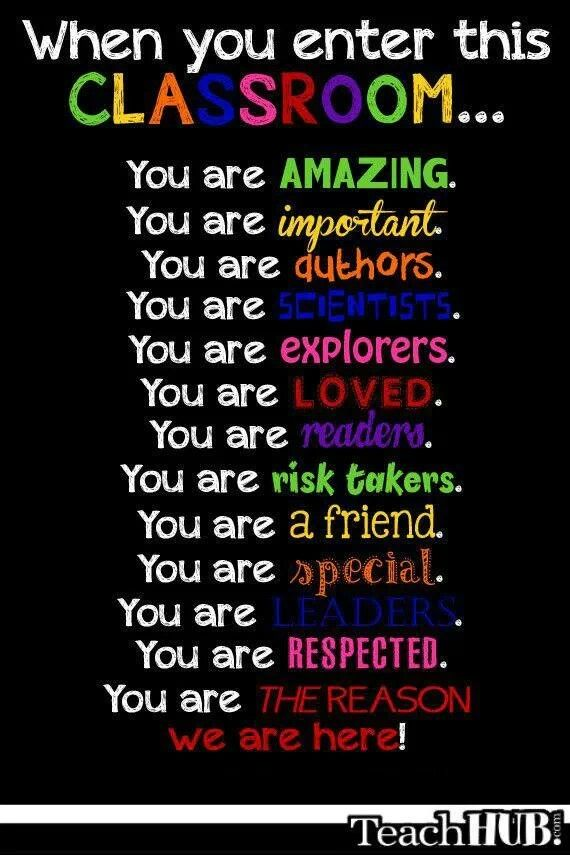 When you enter this
CLASSROOM...
You are AMAZING.
You are important.
You are authors.
You are SCIENTISTS.
You are explorers.
You are LOVED.
You are readers.
You are risk takers.
You are a friend.
You are special.
You are LEADERS.
You are RESPECTED.
You are THE REASON
we are here!
TeachHUB.com